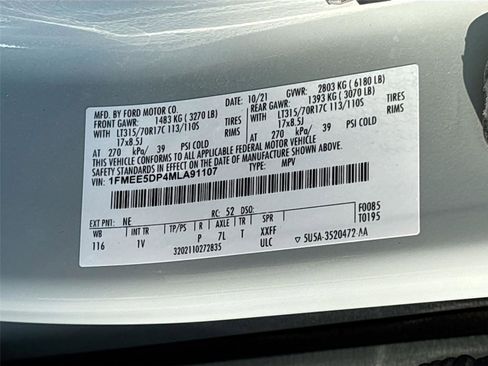 MFD. BY FORD MOTOR CO.
10/21 GVWR: 2803 KG ( 6180 LB)
FRONT GAWR: 1483 KG ( 3270 LB) REAR GAWR: 1393 KG ( 3070 LB)
WITH LT315/70R17C 113/110S TIRES WITH LT315/70R17C 113/110S TIRES
17x8.5J RIMS 17x8.5J RIMS
AT 270 kPa/ 39 PSI COLD AT 270 kPa/ 39 PSI COLD
THIS VEHICLE CONFORMS TO ALL APPLICABLE FEDERAL MOTOR VEHICLE
SAFETY AND THEFT PREVENTION STANDARDS IN EFFECT ON THE DATE OF MANUFACTURE SHOWN ABOVE.
VIN: 1FMEE5DP4MLA91107 TYPE: MPV
F0085
T0195
EXT PNT: NE RC: 52 DSO:
WB INT TR TP/PS R AXLE TR SPR
116 1V P 7L T XXFF
3202110272835 ULC 5U5A-3520472-AA